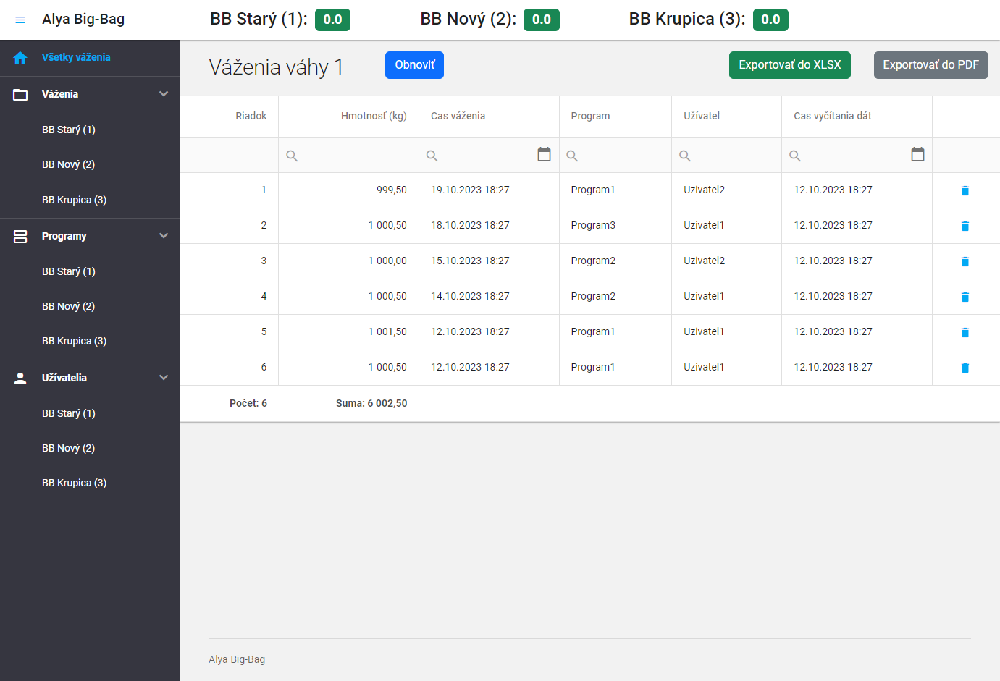 Alya Big-Bag
BB Starý (1): 0.0
BB Nový (2): 0.0
BB Krupica (3): 0.0
Všetky váženia
Váženia
BB Starý (1)
BB Nový (2)
BB Krupica (3)
Programy
BB Starý (1)
BB Nový (2)
BB Krupica (3)
Užívatelia
BB Starý (1)
BB Nový (2)
BB Krupica (3)
Váženia váhy 1
Obnoviť
Exportovať do XLSX
Exportovať do PDF
Riadok Hmotnosť (kg) Čas váženia Program Užívateľ Čas vyčítania dát
1 999,50 19.10.2023 18:27 Program1 Uzivatel2 12.10.2023 18:27
2 1 000,50 18.10.2023 18:27 Program3 Uzivatel1 12.10.2023 18:27
3 1 000,00 15.10.2023 18:27 Program2 Uzivatel2 12.10.2023 18:27
4 1 000,50 14.10.2023 18:27 Program2 Uzivatel1 12.10.2023 18:27
5 1 001,50 12.10.2023 18:27 Program1 Uzivatel1 12.10.2023 18:27
6 1 000,50 12.10.2023 18:27 Program1 Uzivatel1 12.10.2023 18:27
Počet: 6 Suma: 6 002,50
Alya Big-Bag